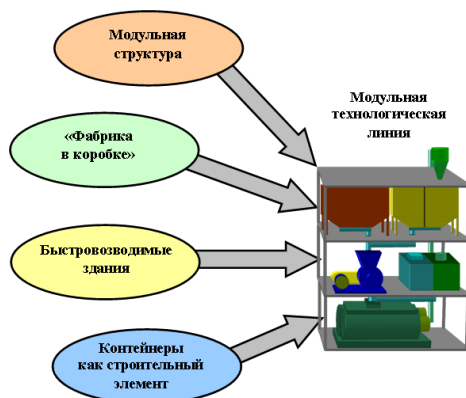 Модульная
структура
«Фабрика
в коробке»
Быстровозводимые
здания
Контейнеры
как строительный
элемент
Модульная
технологическая
линия